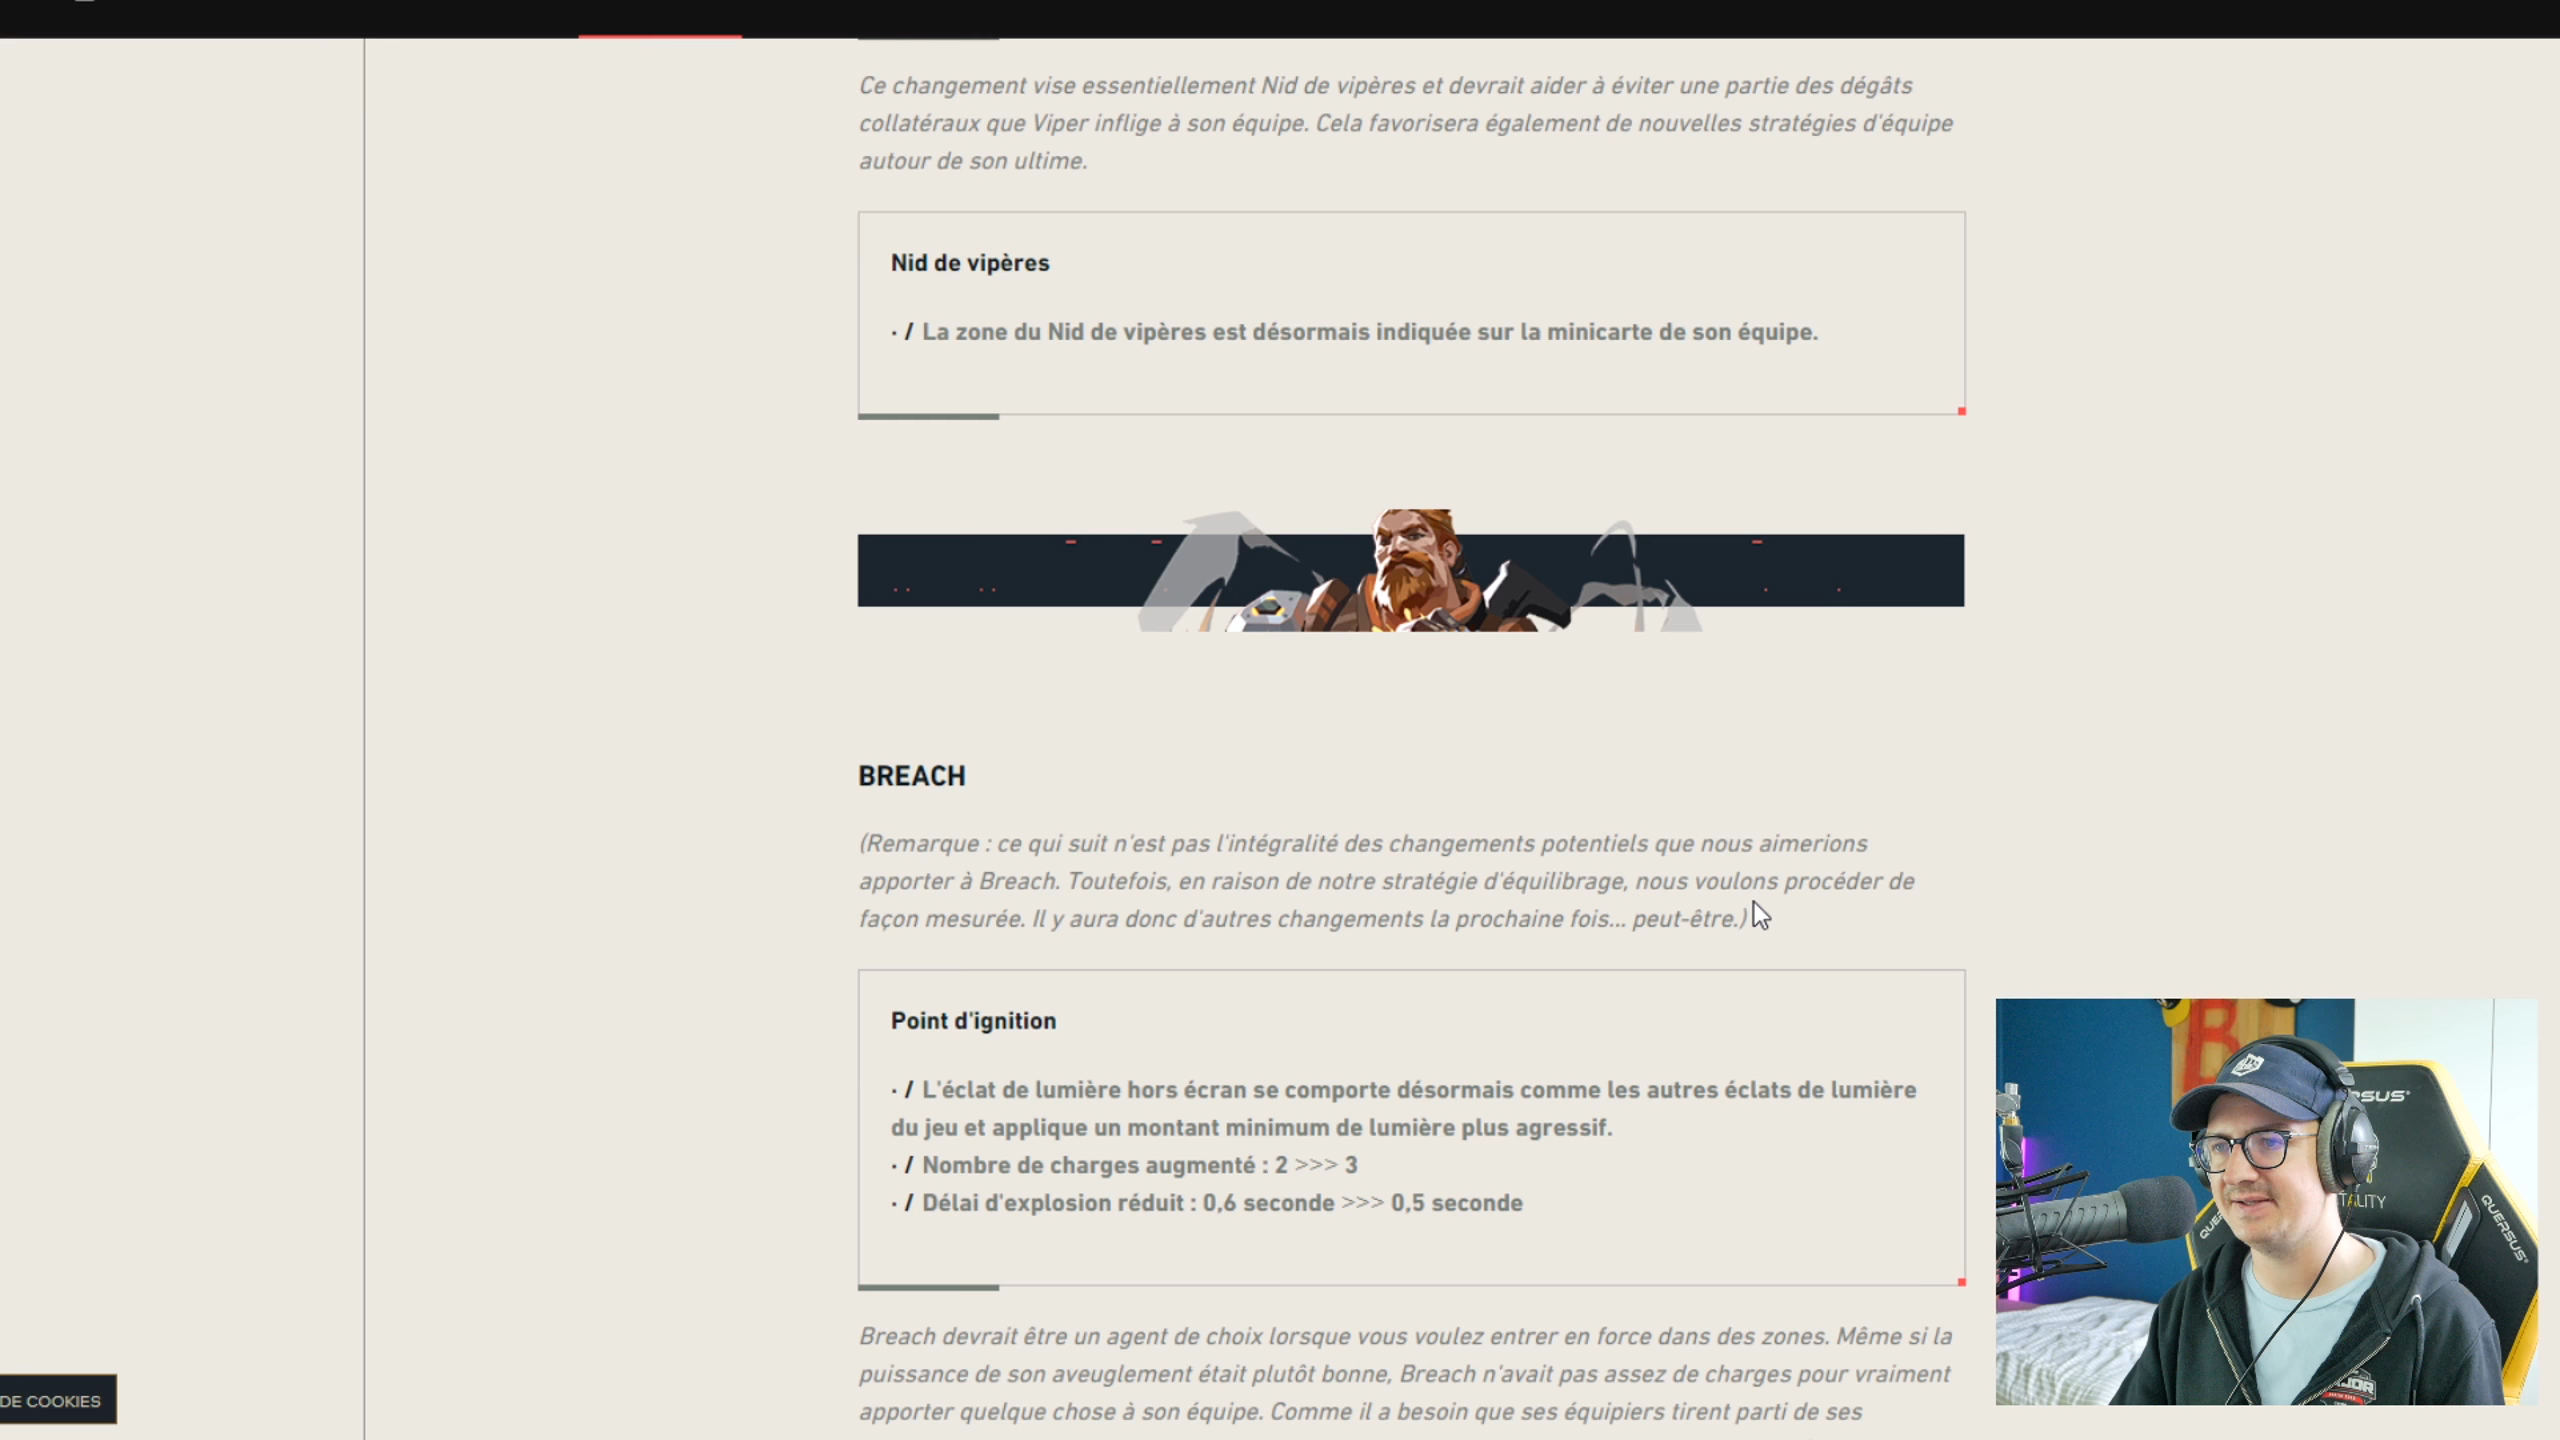 Ce changement vise essentiellement Nid de vipères et devrait aider à éviter une partie des dégâts
collatéraux que Viper inflige à son équipe. Cela favorisera également de nouvelles stratégies d'équipe
autour de son ultime.
Nid de vipères
· / La zone du Nid de vipères est désormais indiquée sur la minicarte de son équipe.
BREACH
(Remarque : ce qui suit n'est pas l'intégralité des changements potentiels que nous aimerions
apporter à Breach. Toutefois, en raison de notre stratégie d'équilibrage, nous voulons procéder de
façon mesurée. Il y aura donc d'autres changements la prochaine fois... peut-être.)
Point d'ignition
· / L'éclat de lumière hors écran se comporte désormais comme les autres éclats de lumière
du jeu et applique un montant minimum de lumière plus agressif.
· / Nombre de charges augmenté : 2 >>> 3
· / Délai d'explosion réduit : 0,6 seconde >>> 0,5 seconde
Breach devrait être un agent de choix lorsque vous voulez entrer en force dans des zones. Même si la
puissance de son aveuglement était plutôt bonne, Breach n'avait pas assez de charges pour vraiment
apporter quelque chose à son équipe. Comme il a besoin que ses équipiers tirent parti de ses
DE COOKIES
QUERSUS